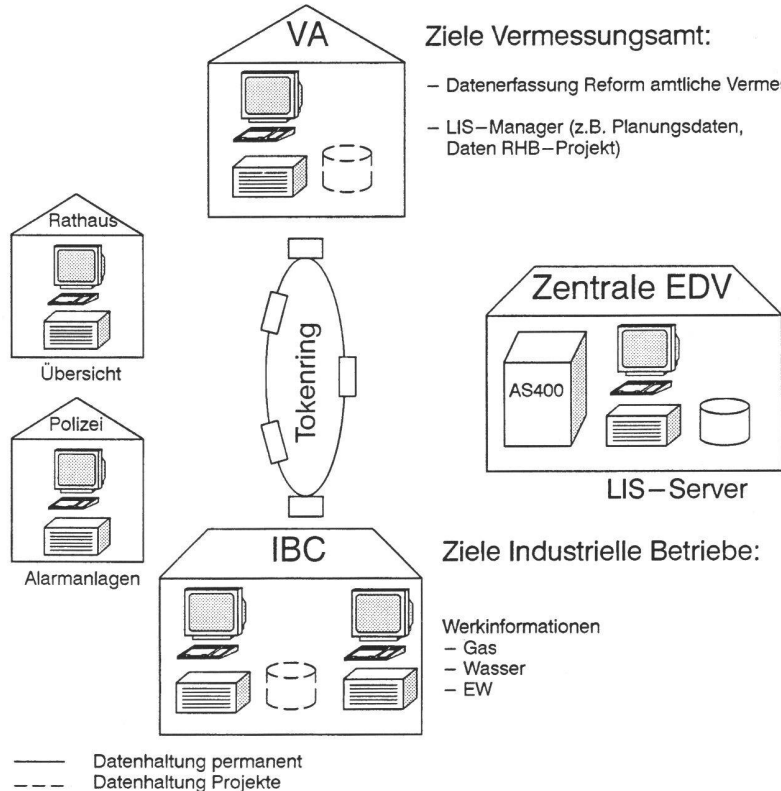 VA
Ziele Vermessungsamt:
– Datenerfassung Reform amtliche
– LIS–Manager (z.B. Planungsdaten,
Daten RHB–Projekt)
Rathaus
Übersicht
Polizei
Alarmanlagen
Tokenring
Zentrale EDV
AS400
LIS–Server
IBC
Ziele Industrielle Betriebe:
Werkinformationen
– Gas
– Wasser
– EW
Datenhaltung permanent
Datenhaltung Projekte